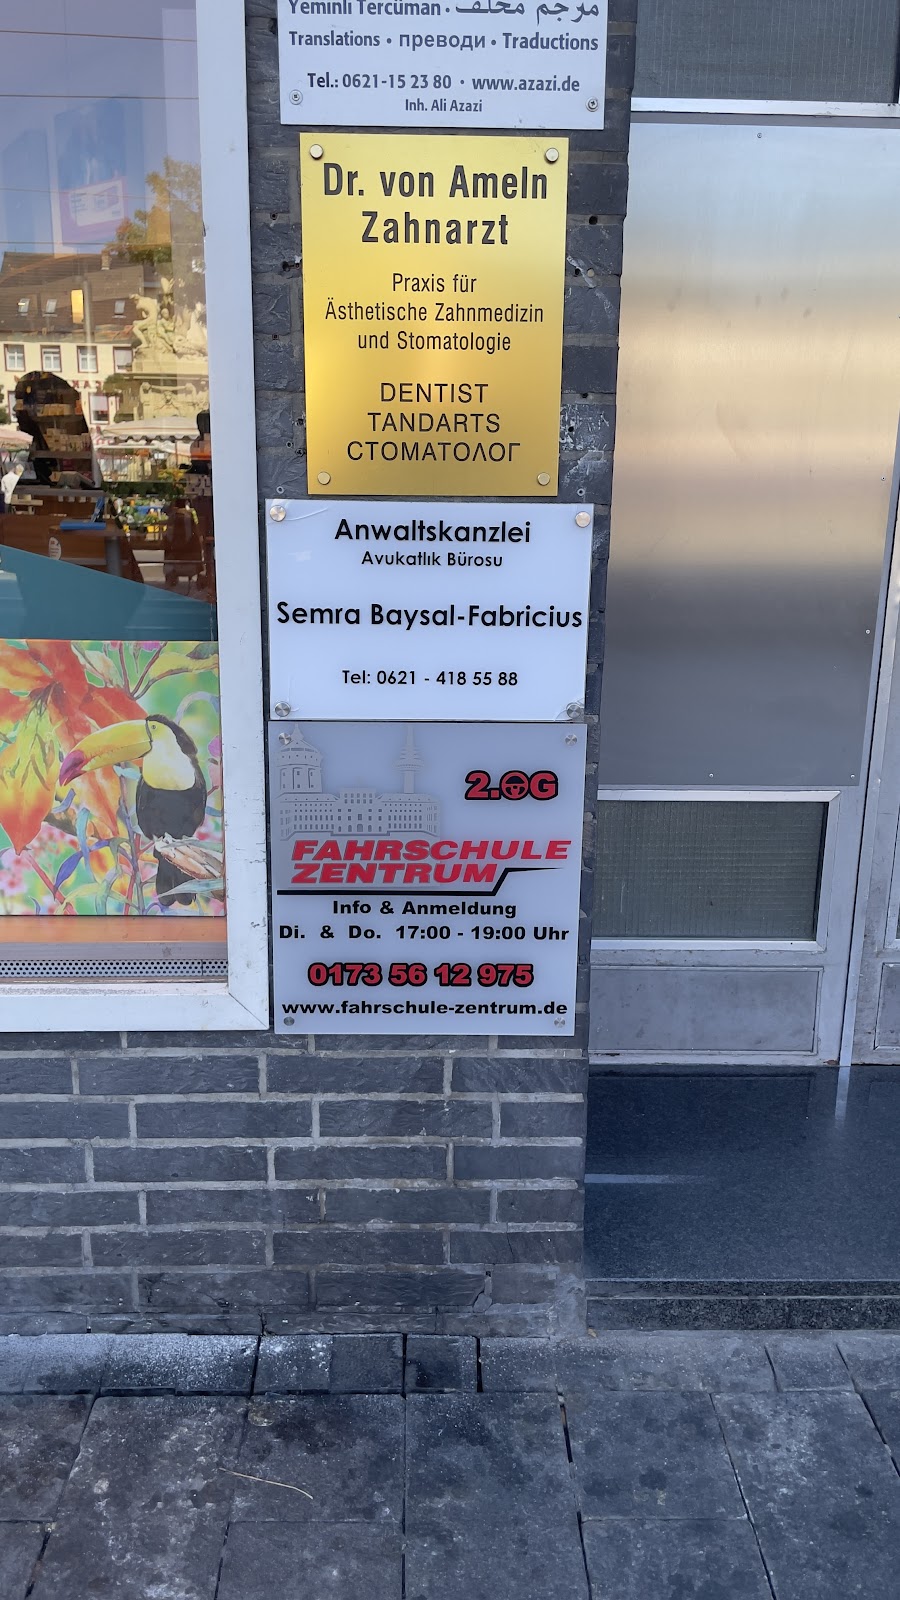 Yeminli Tercüman • مترجم محلف
Translations • преводи • Traductions
Tel.: 0621-15 23 80 • www.azazi.de
Inh. Ali Azazi
Dr. von Ameln
Zahnarzt
Praxis für
Ästhetische Zahnmedizin
und Stomatologie
DENTIST
TANDARTS
СТОМАТОЛОГ
Anwaltskanzlei
Avukatlık Bürosu
Semra Baysal-Fabricius
Tel: 0621 - 418 55 88
2.OG
FAHRSCHULE
ZENTRUM
Info & Anmeldung
Di. & Do. 17:00 - 19:00 Uhr
0173 56 12 975
www.fahrschule-zentrum.de